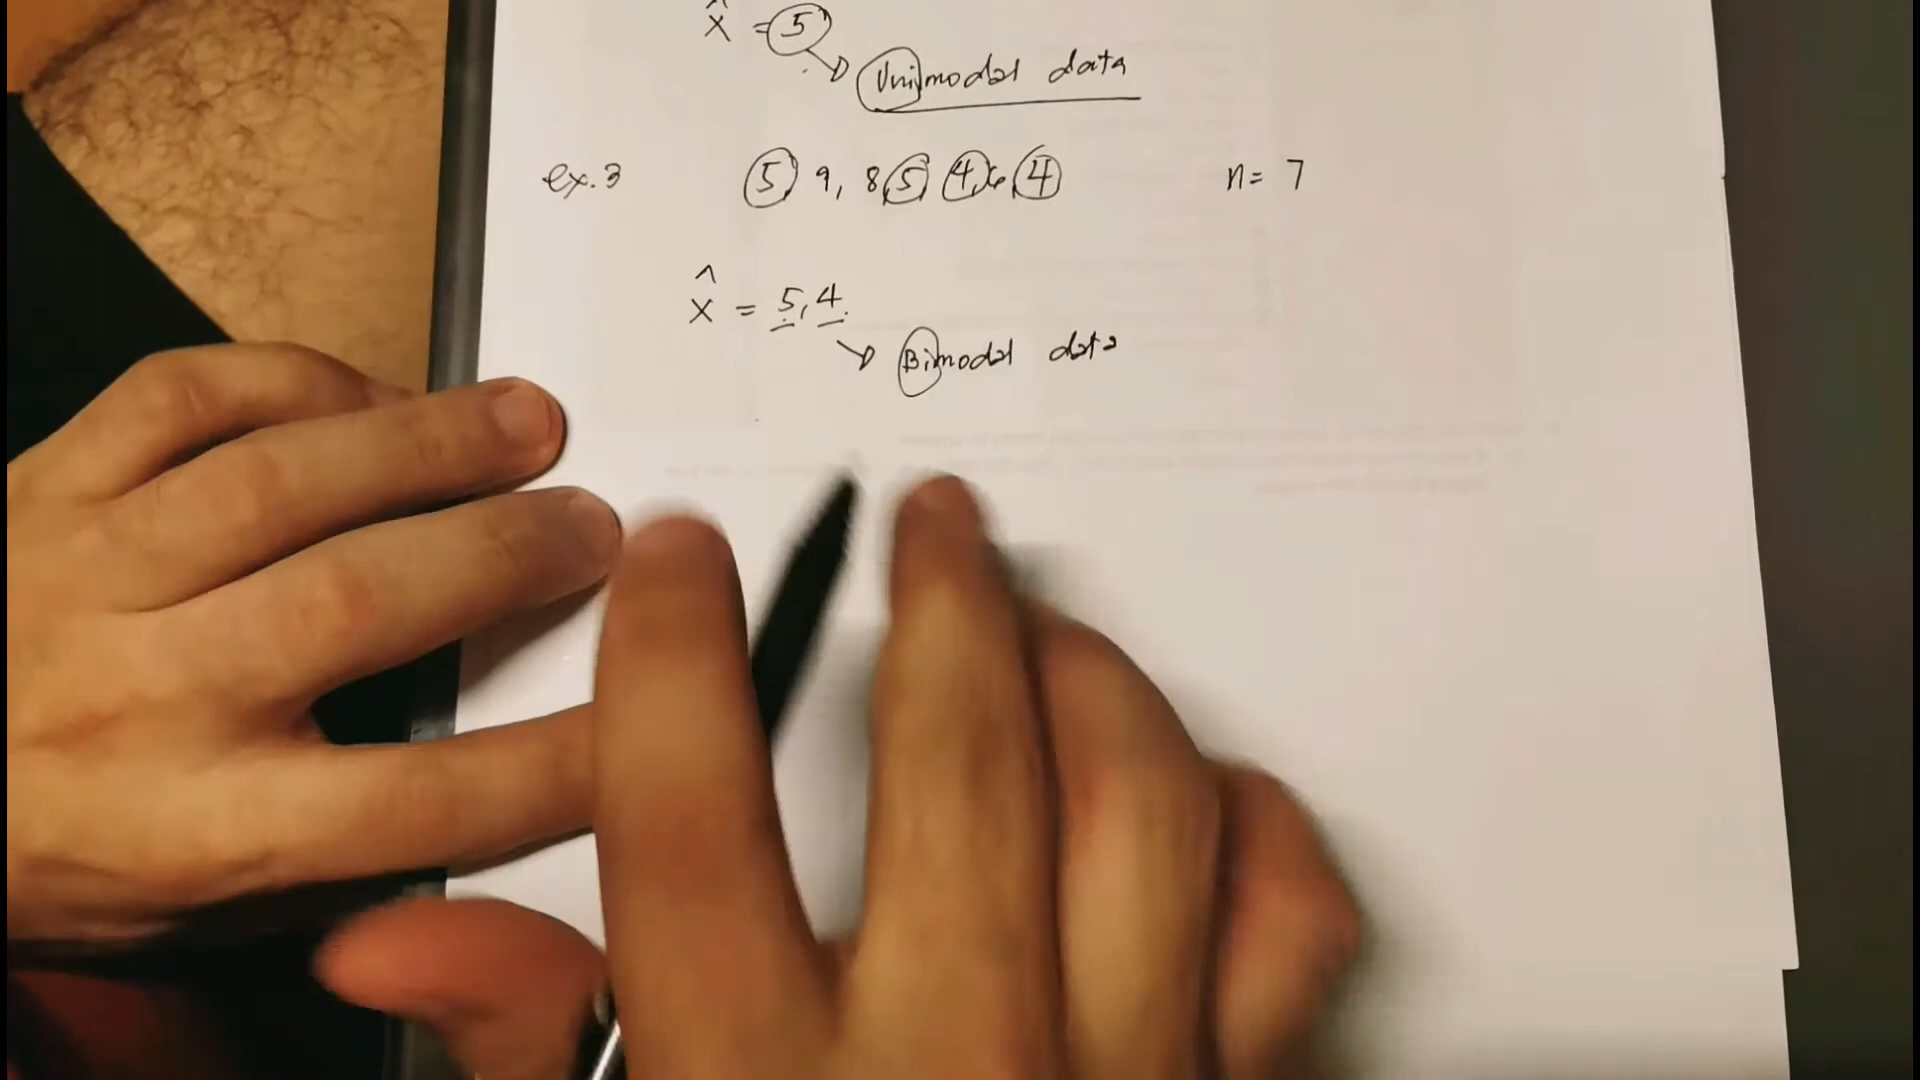 x̂ = 5
Unimodal data
ex.3 5, 9, 8, 5, 4, 6, 4 n = 7
x̂ = 5, 4
Bimodal data